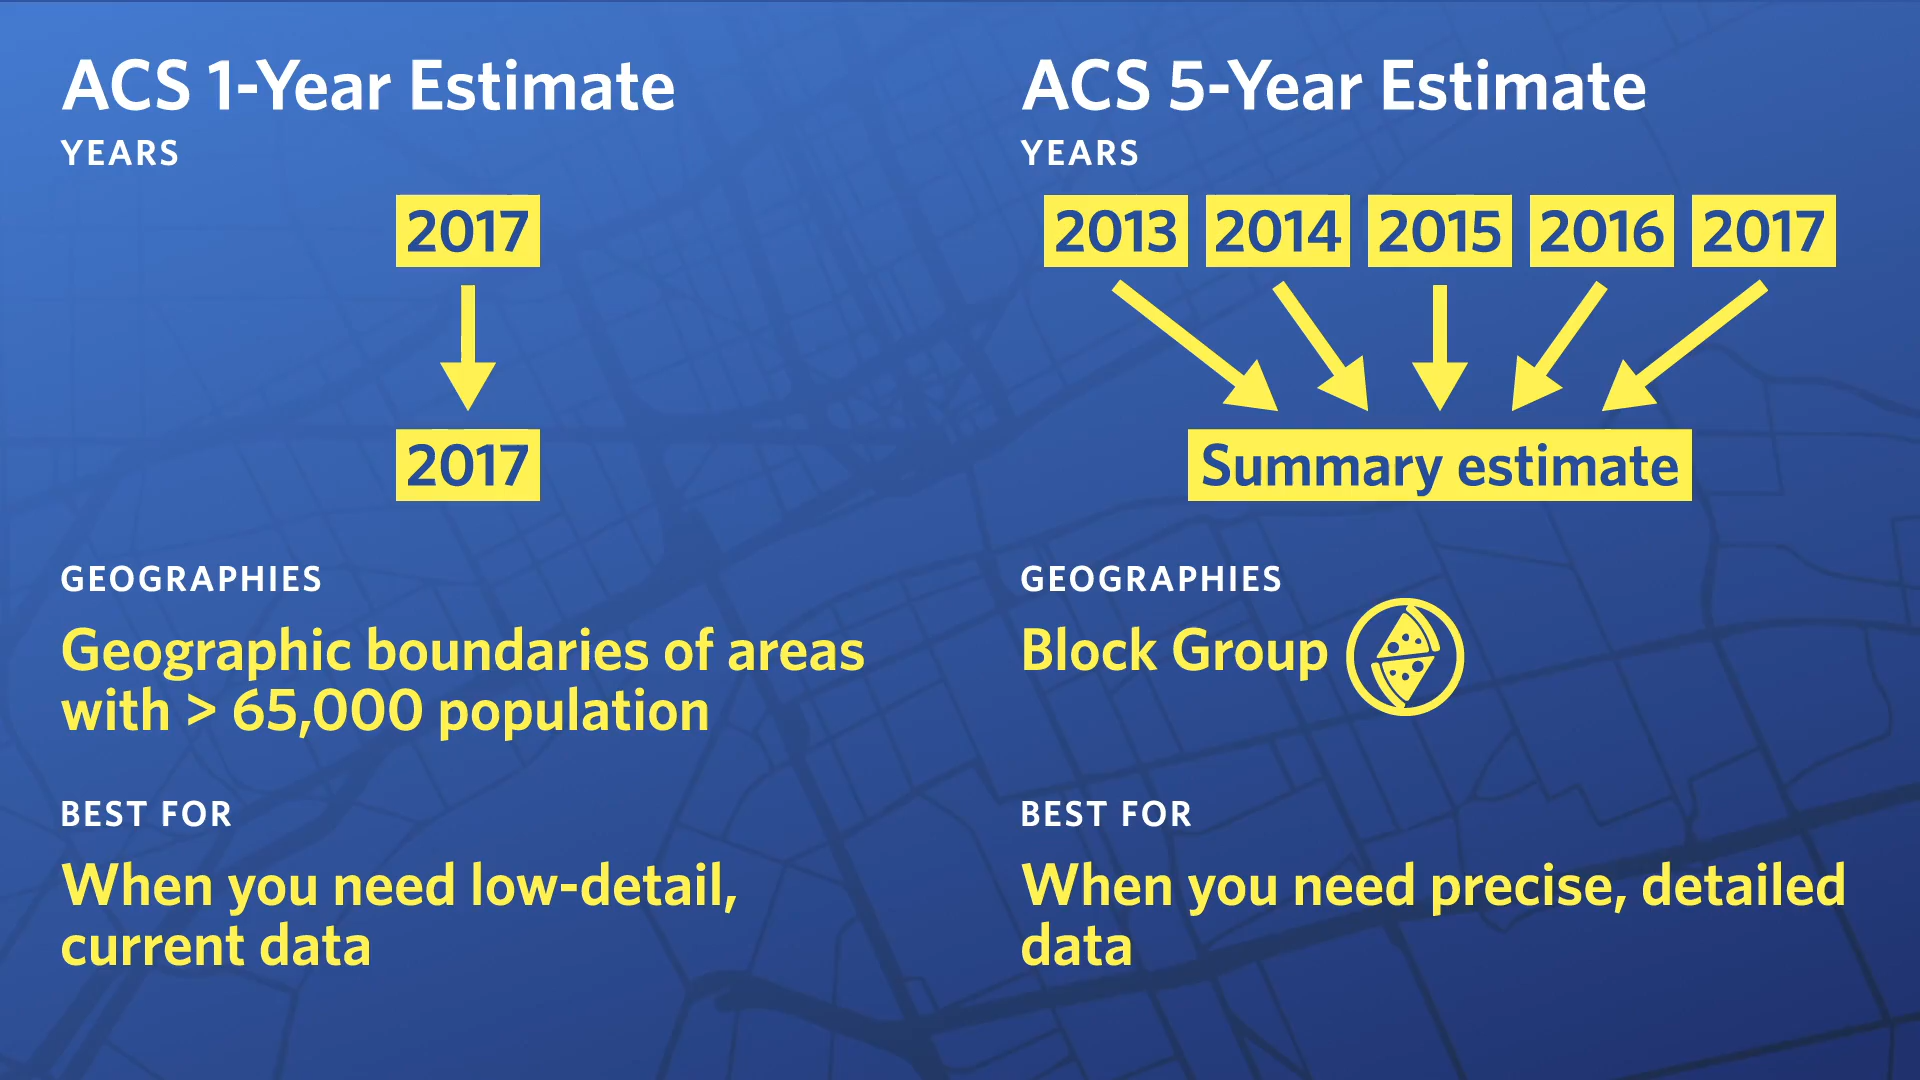 ACS 1-Year Estimate
YEARS
2017
2017
GEOGRAPHIES
Geographic boundaries of areas
with > 65,000 population
BEST FOR
When you need low-detail,
current data
ACS 5-Year Estimate
YEARS
2013 2014 2015 2016 2017
Summary estimate
GEOGRAPHIES
Block Group
BEST FOR
When you need precise, detailed
data